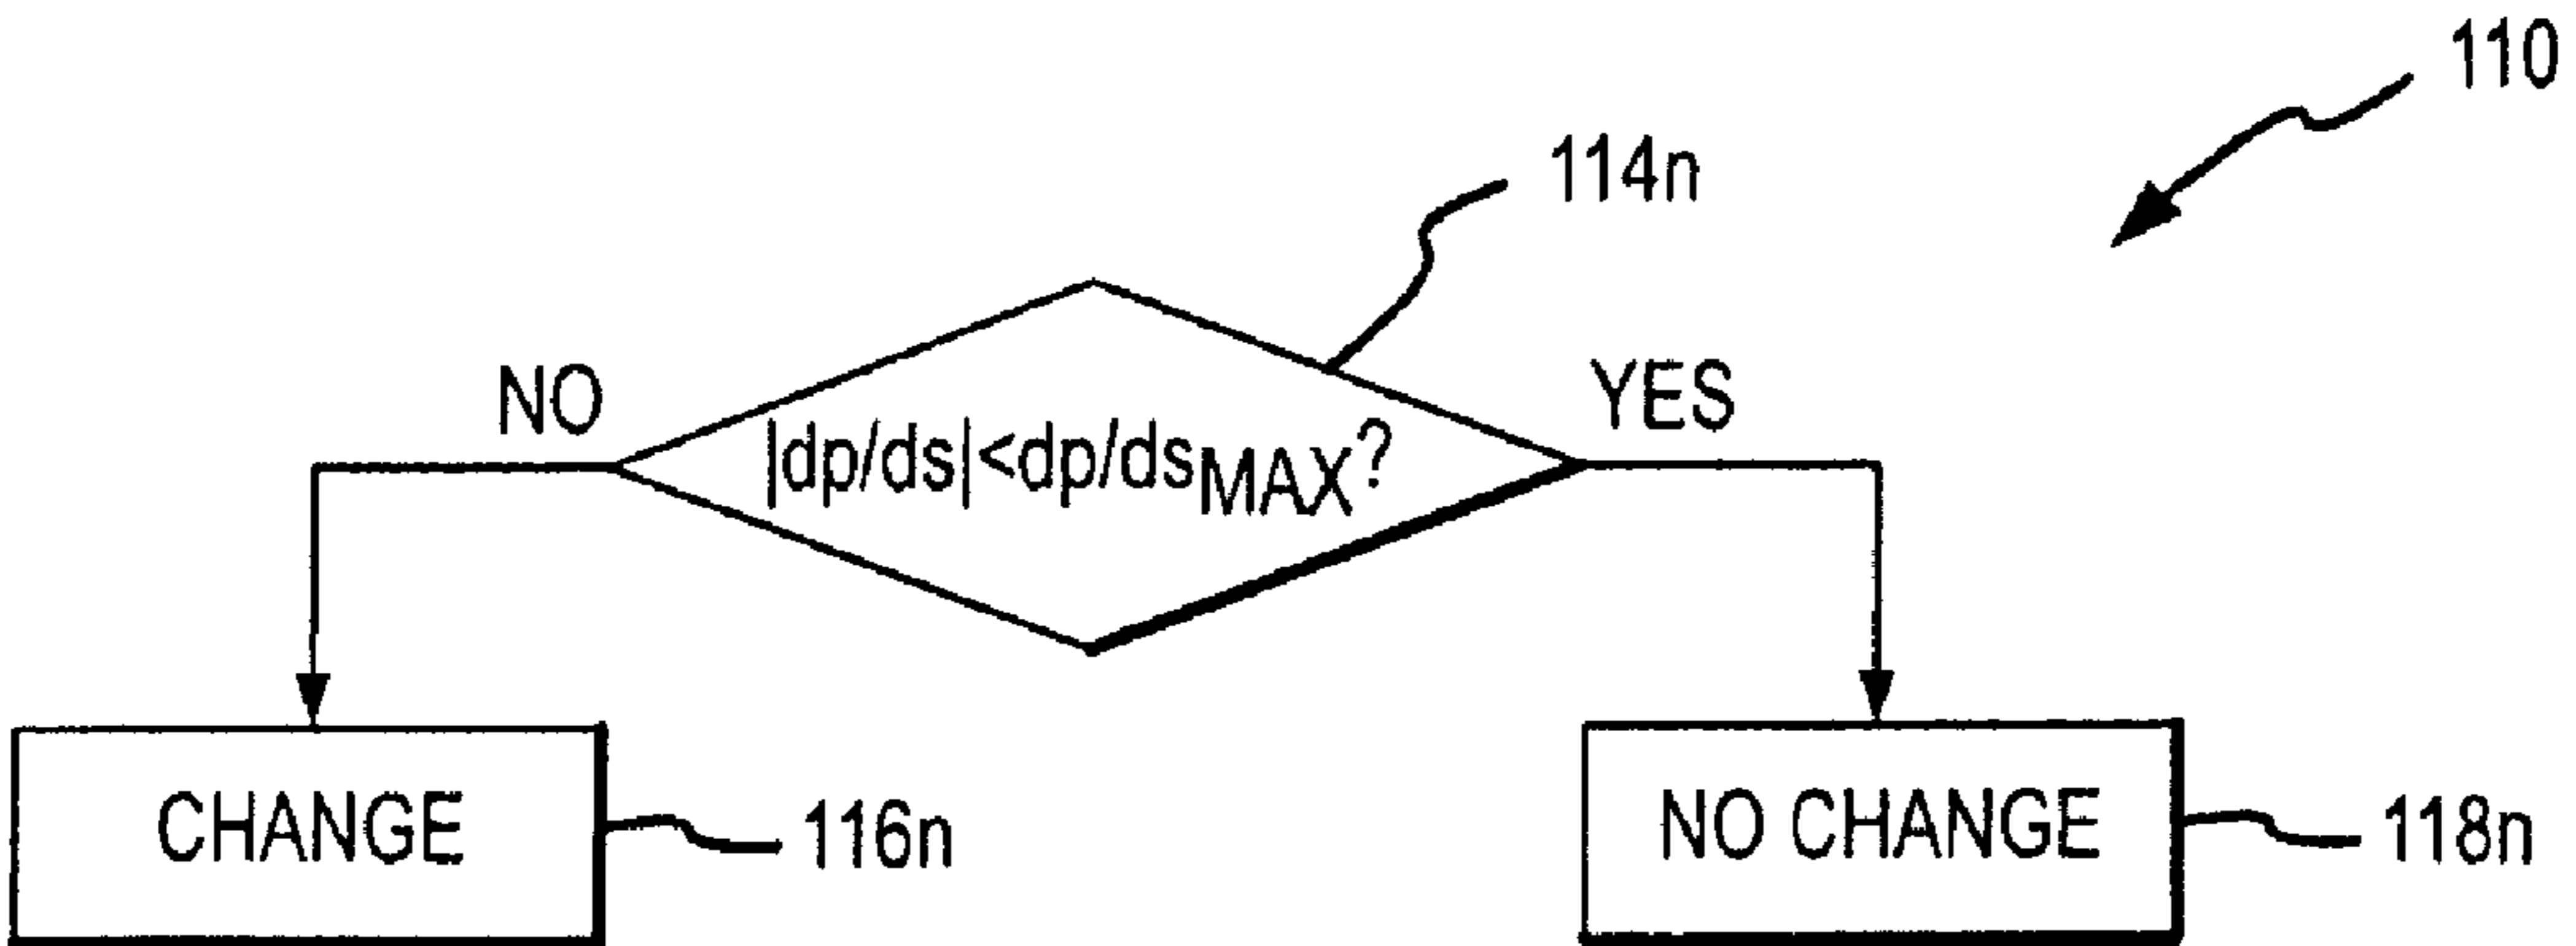 110
114n
NO
YES
|dp/ds|<dp/dsMAX?
CHANGE
116n
NO CHANGE
118n